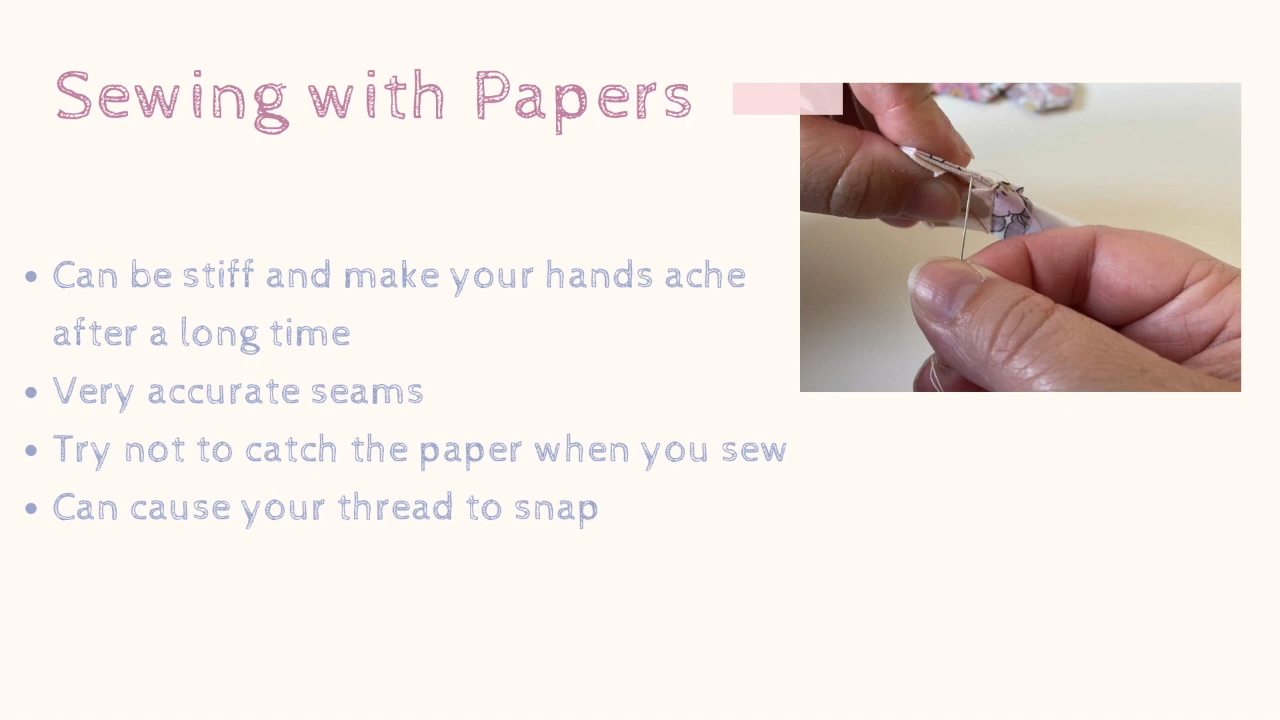 Sewing with Papers
• Can be stiff and make your hands ache
after a long time
• Very accurate seams
• Try not to catch the paper when you sew
• Can cause your thread to snap